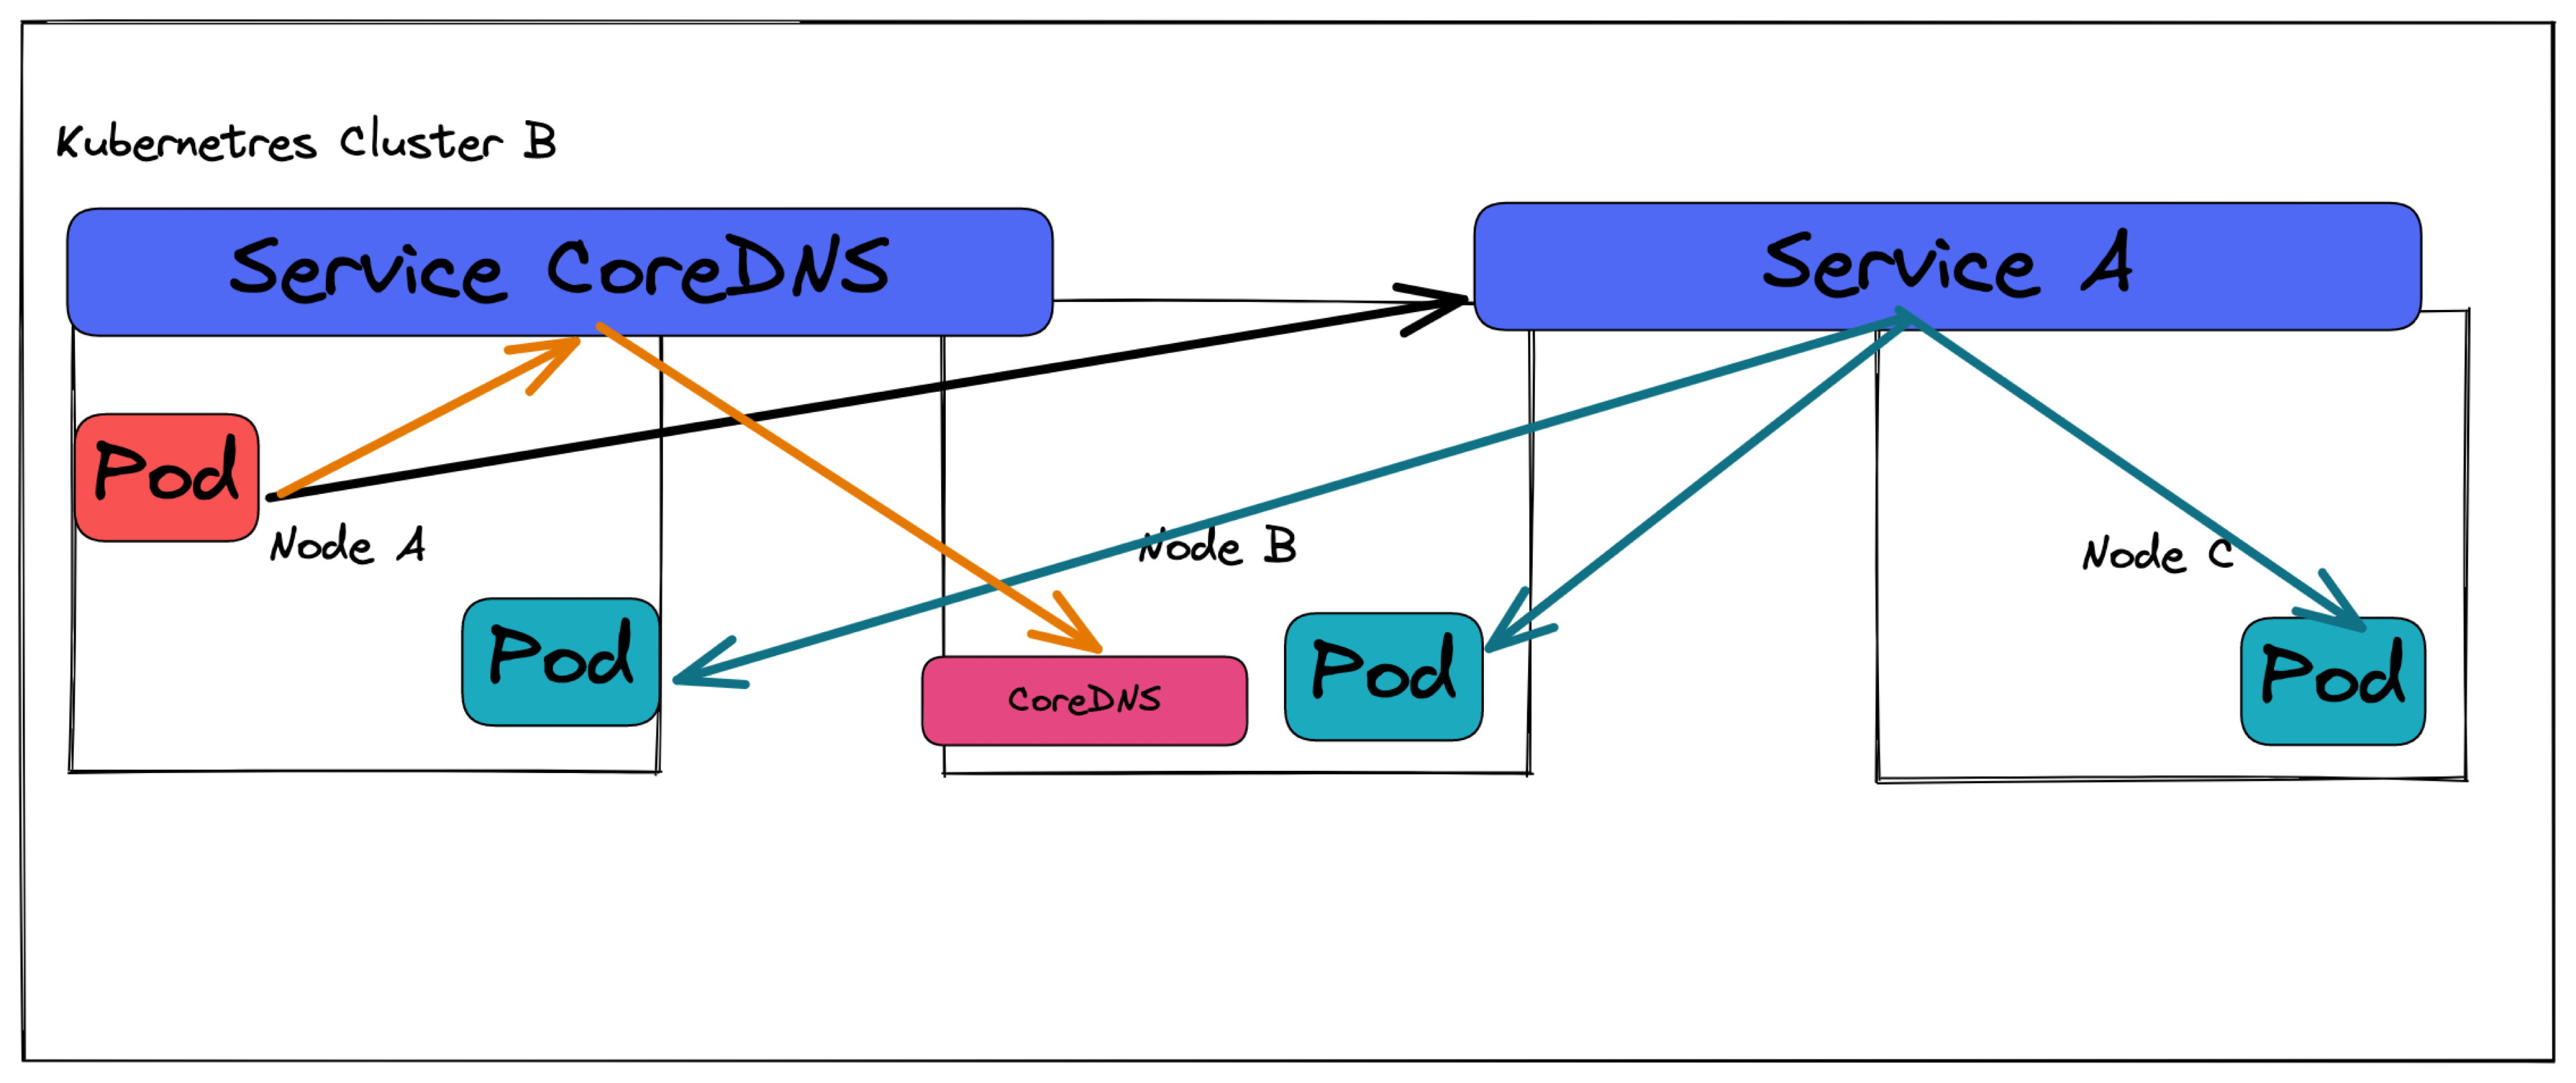 Kubernetres Cluster B
Service CoreDNS
Service A
Pod
Node A
Node B
Node C
Pod
CoreDNS
Pod
Pod